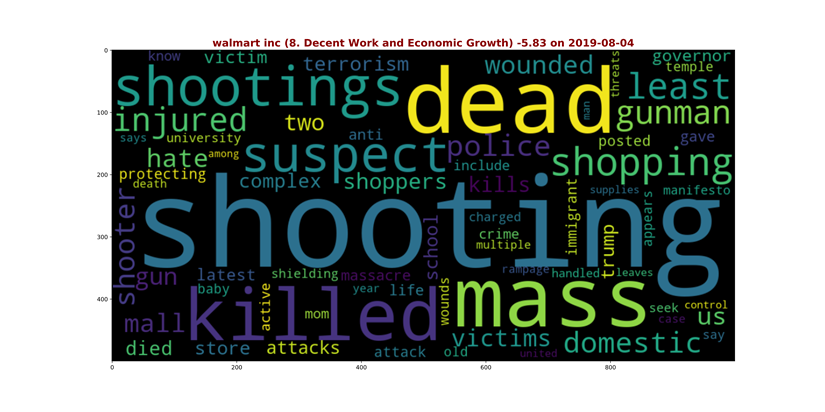 walmart inc (8. Decent Work and Economic Growth) -5.83 on 2019-08-04
0
100
200
300
400
0
200
400
600
800
know
victim
terrorism
wounded
threats
governor
temple
shootings
dead
man
least
injured
two
gunman
says
university
anti
police
posted
gave
hate
among
suspect
include
shopping
protecting
death
complex
shoppers
kills
supplies
manifesto
shooter
shooting
school
charged
crime
multiple
immigrant
trump
appears
gun
latest
shielding
massacre
rampage
handled
leaves
baby
active
mom
year
life
wounds
mass
seek
control
mall
killed
case
us
died
store
attacks
attack
old
victims
united
domestic
say